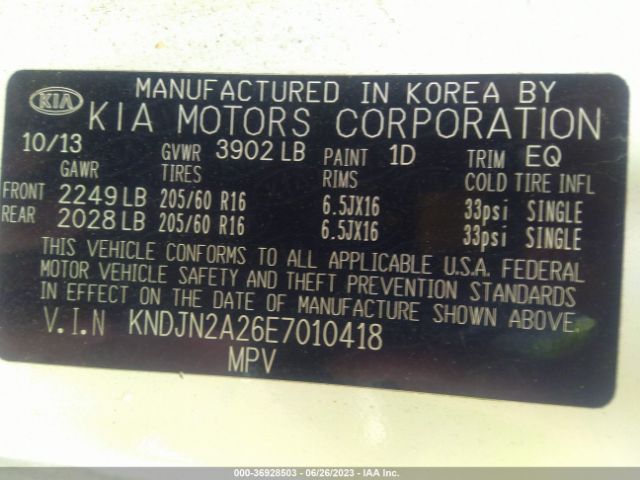 KIA
MANUFACTURED IN KOREA BY
KIA MOTORS CORPORATION
10/13 GVWR 3902 LB PAINT 1D TRIM EQ
GAWR TIRES RIMS COLD TIRE INFL
FRONT 2249 LB 205/60 R16 6.5JX16 33psi SINGLE
REAR 2028 LB 205/60 R16 6.5JX16 33psi SINGLE
THIS VEHICLE CONFORMS TO ALL APPLICABLE U.S.A. FEDERAL
MOTOR VEHICLE SAFETY AND THEFT PREVENTION STANDARDS
IN EFFECT ON THE DATE OF MANUFACTURE SHOWN ABOVE.
V.I.N KNDJN2A26E7010418
MPV
000-36928503 - 06/26/2023 - IAA Inc.